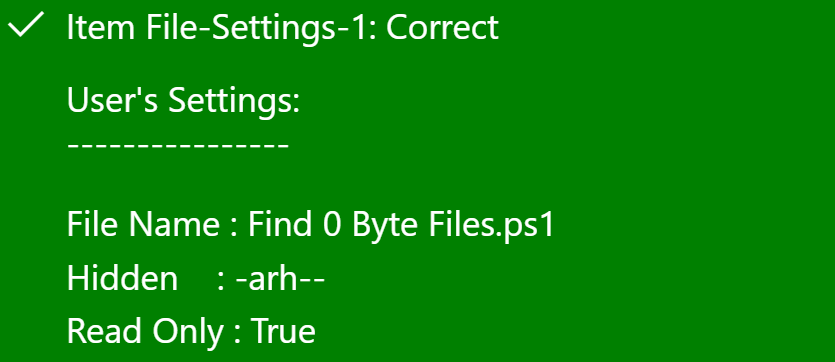 Item File-Settings-1: Correct
User's Settings:
----------------
File Name : Find 0 Byte Files.ps1
Hidden    : -arh--
Read Only : True